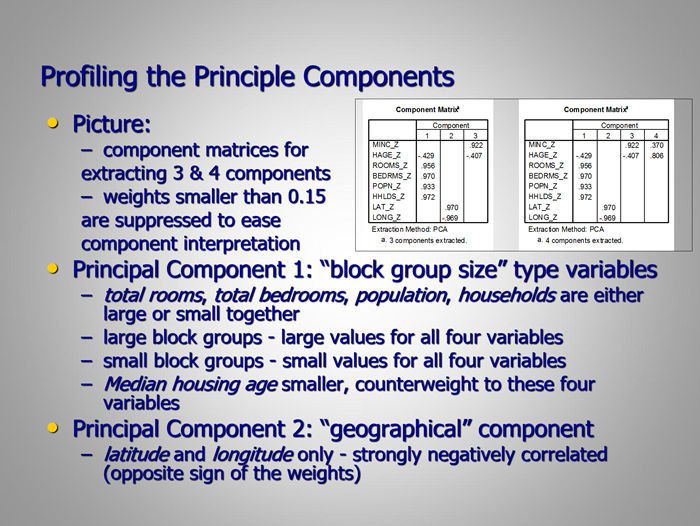 Profiling the Principle Components
• Picture:
– component matrices for
extracting 3 & 4 components
– weights smaller than 0.15
are suppressed to ease
component interpretation
Component Matrixa
Component
1 2 3
MINC_Z .922
HAGE_Z -.429 -.407
ROOMS_Z .956
BEDRMS_Z .970
POPN_Z .933
HHLDS_Z .972
LAT_Z .970
LONG_Z -.969
Extraction Method: PCA
a. 3 components extracted.
Component Matrixa
Component
1 2 3 4
MINC_Z .922 .370
HAGE_Z -.429 -.407 .806
ROOMS_Z .956
BEDRMS_Z .970
POPN_Z .933
HHLDS_Z .972
LAT_Z .970
LONG_Z -.969
Extraction Method: PCA
a. 4 components extracted.
• Principal Component 1: “block group size” type variables
– total rooms, total bedrooms, population, households are either
large or small together
– large block groups - large values for all four variables
– small block groups - small values for all four variables
– Median housing age smaller, counterweight to these four
variables
• Principal Component 2: “geographical” component
– latitude and longitude only - strongly negatively correlated
(opposite sign of the weights)